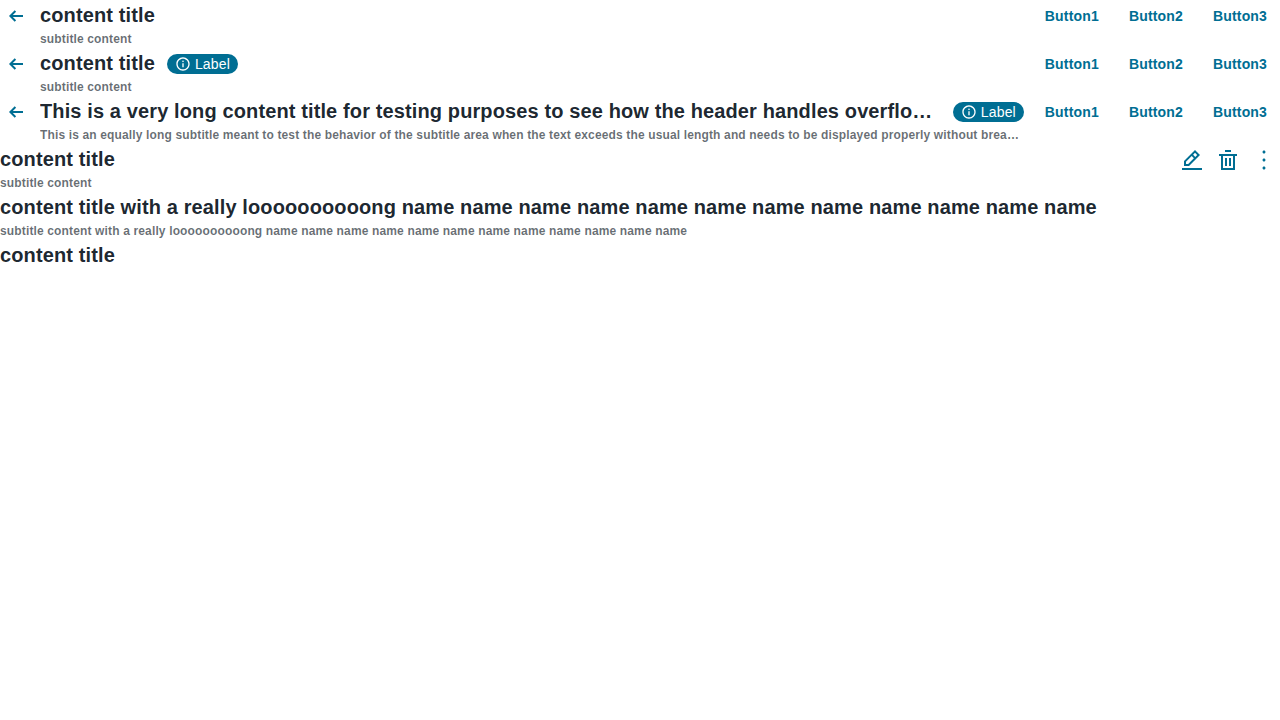 content title Button1 Button2 Button3
subtitle content
content title Label Button1 Button2 Button3
subtitle content
This is a very long content title for testing purposes to see how the header handles overflo… Label Button1 Button2 Button3
This is an equally long subtitle meant to test the behavior of the subtitle area when the text exceeds the usual length and needs to be displayed properly without brea…
content title
subtitle content
content title with a really loooooooooong name name name name name name name name name name name name
subtitle content with a really loooooooooong name name name name name name name name name name name name
content title